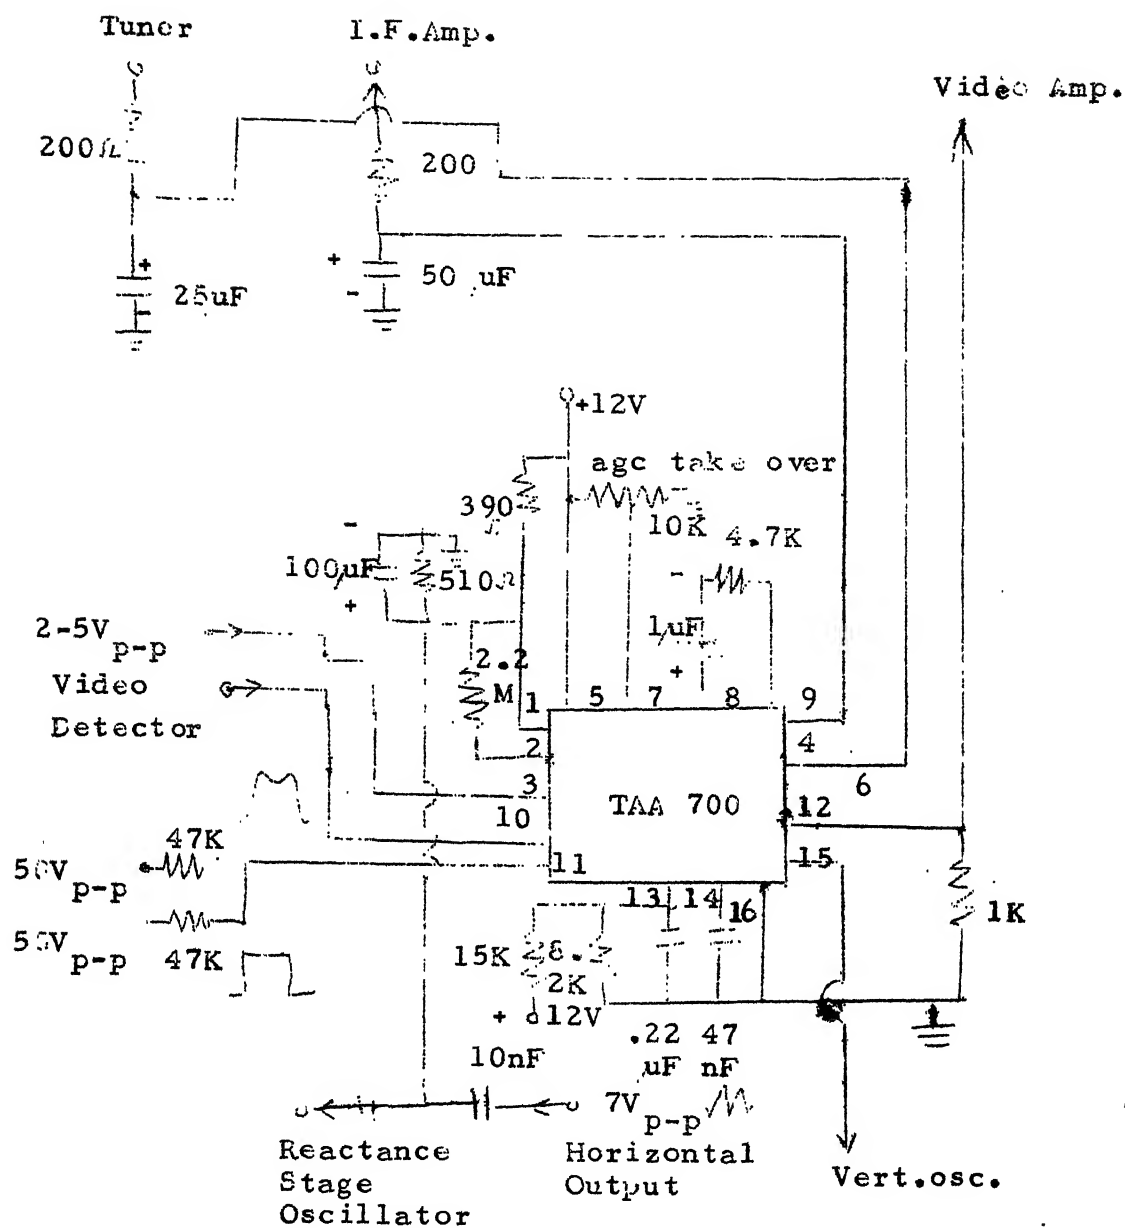 Tuner
I.F.Amp.
Video Amp.
200Ω
200
+
25uF
-
+
50 uF
-
+12V
agc take over
390
Ω
10K
4.7K
-
100uF
+
510Ω
-
1uF
+
2-5Vp-p
Video
Detector
2.2
M
1
5
7
8
9
2
4
3
6
10
TAA 700
12
11
15
47K
Vp-p
Vp-p
47K
13
14
16
1K
15K
8.
2K
+
12V
.22
uF
47
nF
10nF
7Vp-p
Reactance
Stage
Oscillator
Horizontal
Output
Vert.osc.